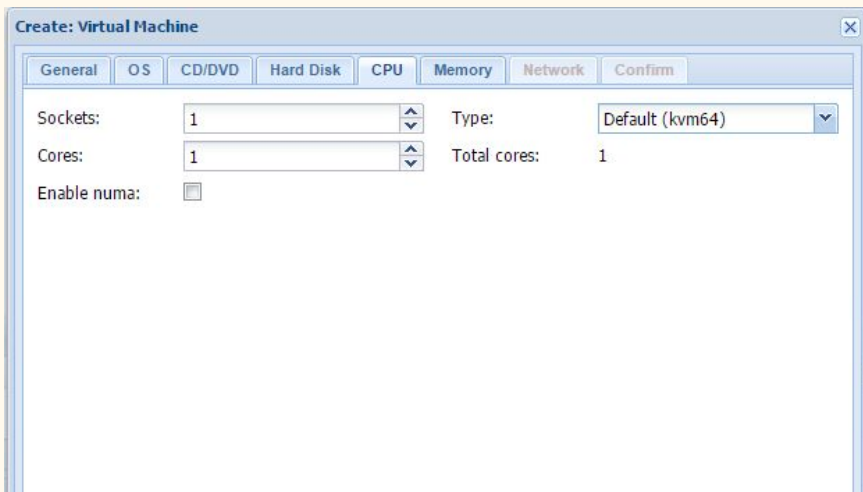 Create: Virtual Machine
General OS CD/DVD Hard Disk CPU Memory Network Confirm
Sockets: 1 Type: Default (kvm64)
Cores: 1 Total cores: 1
Enable numa: